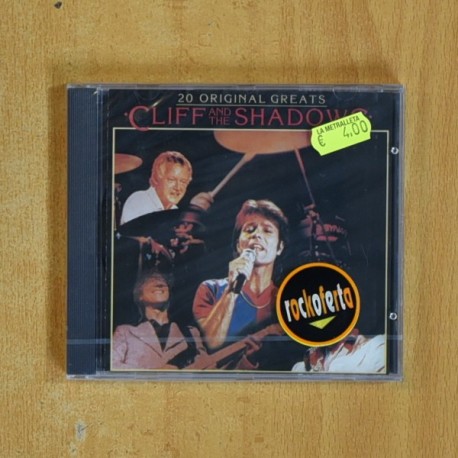 20 ORIGINAL GREATS
CLIFF AND THE SHADOWS
LA METRALLETA
€ 4,00
rockoferta